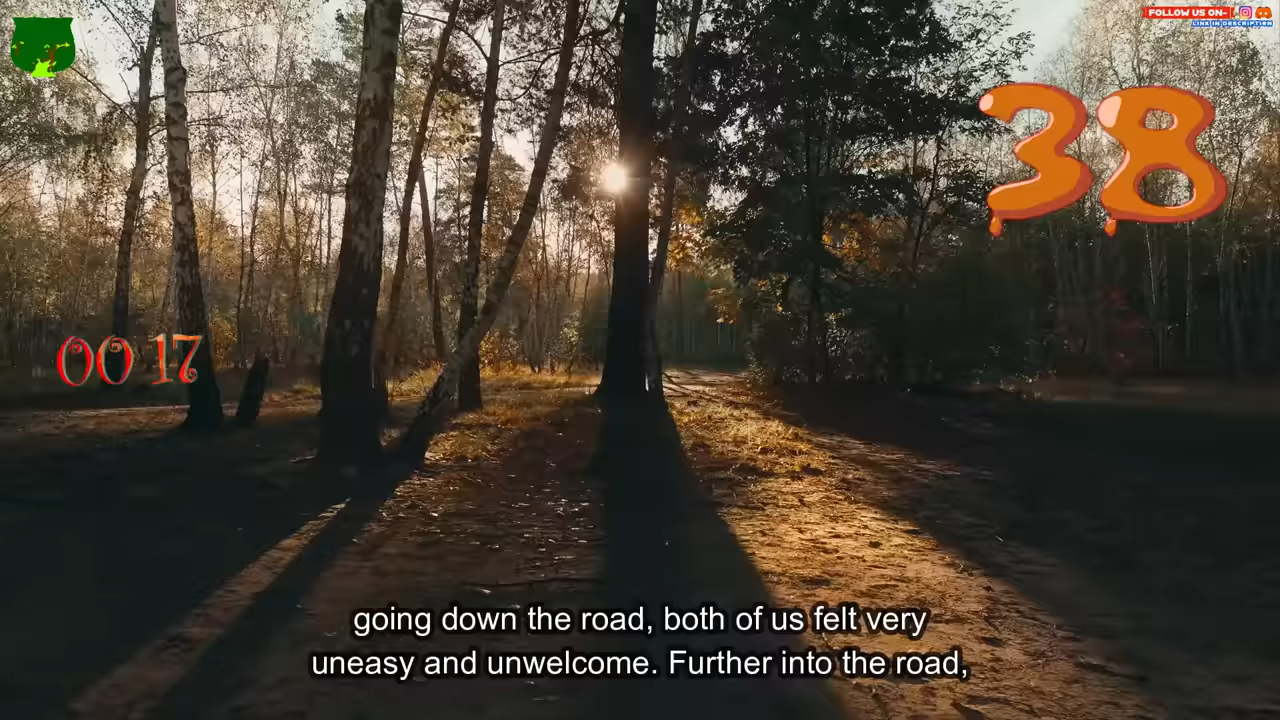 FOLLOW US ON-
LINK IN DESCRIPTION
38
00 17
going down the road, both of us felt very
uneasy and unwelcome. Further into the road,